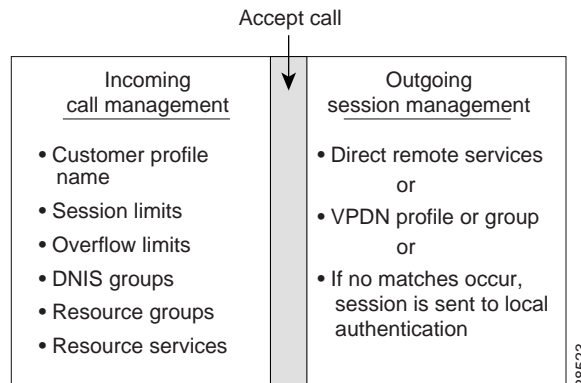 Accept call
Incoming
call management
• Customer profile
name
• Session limits
• Overflow limits
• DNIS groups
• Resource groups
• Resource services
Outgoing
session management
• Direct remote services
or
• VPDN profile or group
or
• If no matches occur,
session is sent to local
authentication